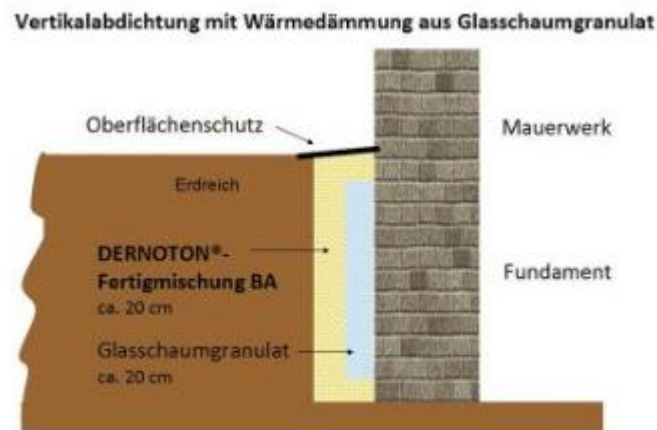 Vertikalabdichtung mit Wärmedämmung aus Glasschaumgranulat
Oberflächenschutz
Mauerwerk
Erdreich
DERNOTON®-
Fertigmischung BA
ca. 20 cm
Fundament
Glasschaumgranulat
ca. 20 cm